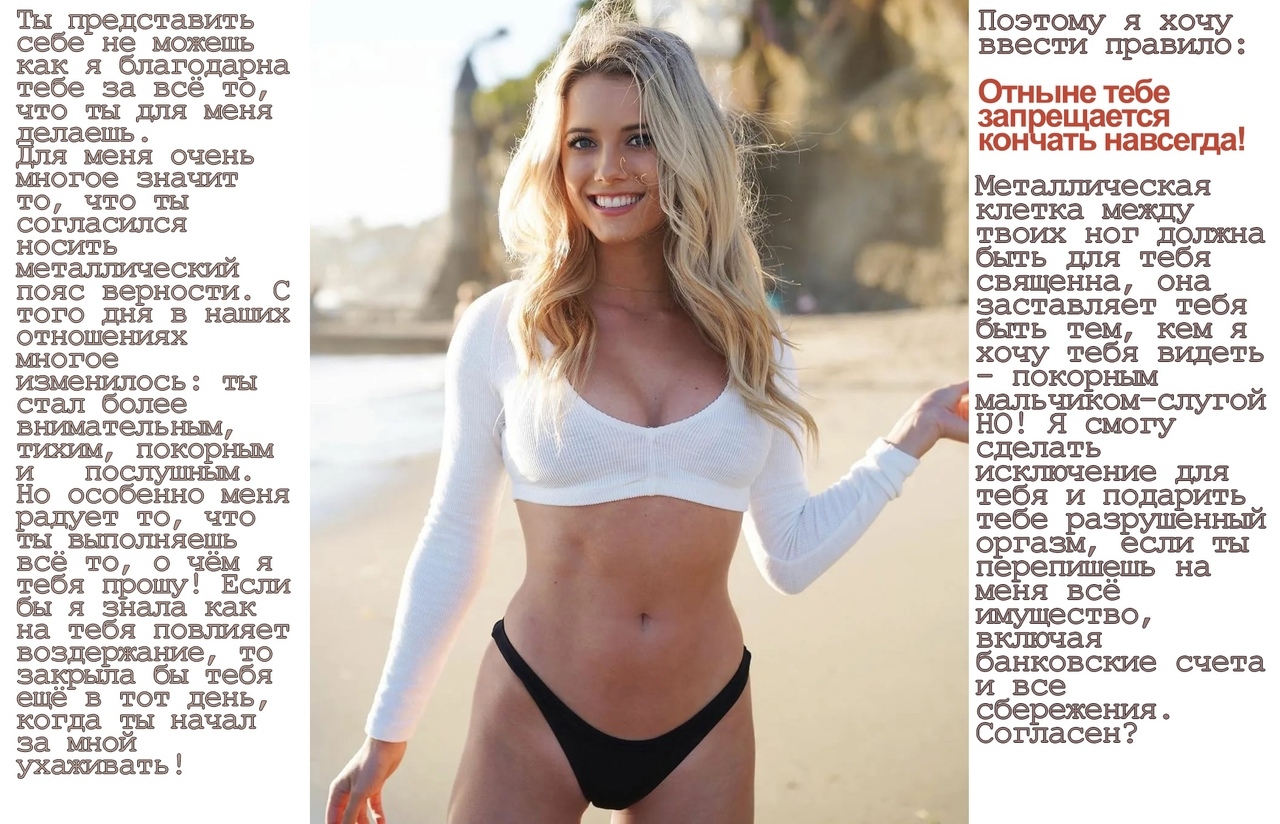 Ты представить
себе не можешь
как я благодарна
тебе за всё то,
что ты для меня
делаешь.
Для меня очень
многое значит
то, что ты
согласился
носить
металлический
пояс верности. С
того дня в наших
отношениях
многое
изменилось: ты
стал более
внимательным,
тихим, покорным
и послушным.
Но особенно меня
радует то, что
ты выполняешь
всё то, о чём я
тебя прошу! Если
бы я знала как
на тебя повлияет
воздержание, то
закрыла бы тебя
ещё в тот день,
когда ты начал
за мной
ухаживать!
Поэтому я хочу
ввести правило:
Отныне тебе
запрещается
кончать навсегда!
Металлическая
клетка между
твоих ног должна
быть для тебя
священна, она
заставляет тебя
быть тем, кем я
хочу тебя видеть
– покорным
мальчиком-слугой
НО! Я смогу
сделать
исключение для
тебя и подарить
тебе разрушенный
оргазм, если ты
перепишешь на
меня всё
имущество,
включая
банковские счета
и все
сбережения.
Согласен?